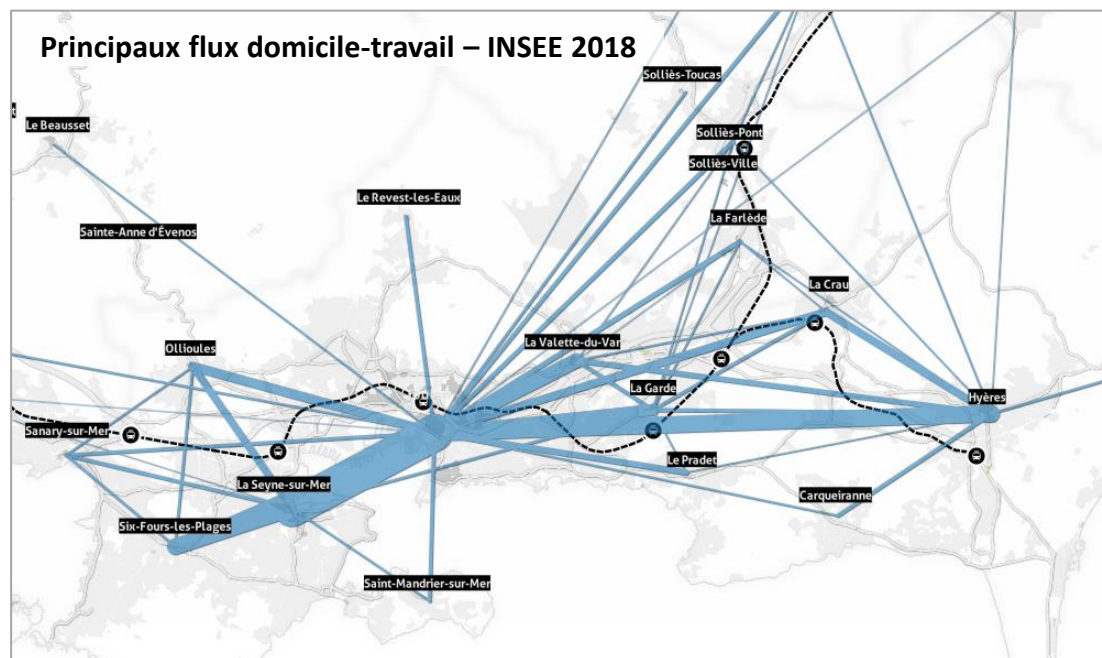 Principaux flux domicile-travail – INSEE 2018
Solliès-Toucas
Le Beausset
Solliès-Pont
Solliès-Ville
Le Revest-les-Eaux
La Farlède
Sainte-Anne d'Évenos
La Crau
La Valette-du-Var
Ollioules
La Garde
Hyères
Sanary-sur-Mer
Le Pradet
La Seyne-sur-Mer
Carqueiranne
Six-Fours-les-Plages
Saint-Mandrier-sur-Mer